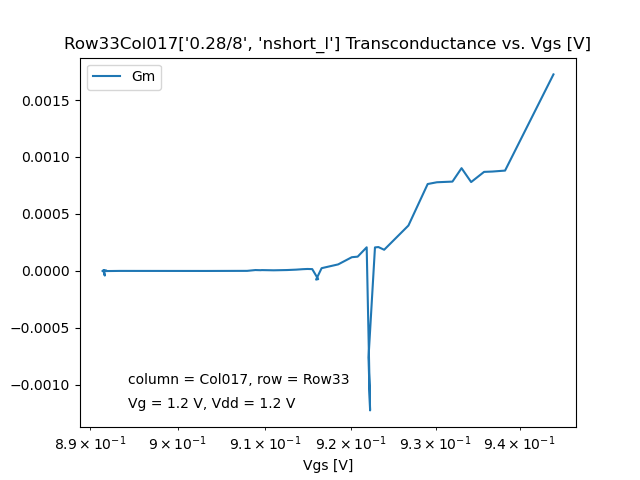 Row33Col017['0.28/8', 'nshort_l'] Transconductance vs. Vgs [V]
Gm
0.0015
0.0010
0.0005
0.0000
−0.0005
−0.0010
column = Col017, row = Row33
Vg = 1.2 V, Vdd = 1.2 V
8.9 × 10⁻¹ 9 × 10⁻¹ 9.1 × 10⁻¹ 9.2 × 10⁻¹ 9.3 × 10⁻¹ 9.4 × 10⁻¹
Vgs [V]